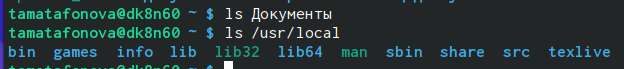 tamatafonova@dk8n60 ~ $ ls Документы
tamatafonova@dk8n60 ~ $ ls /usr/local
bin games info lib lib32 lib64 man sbin share src texlive
tamatafonova@dk8n60 ~ $